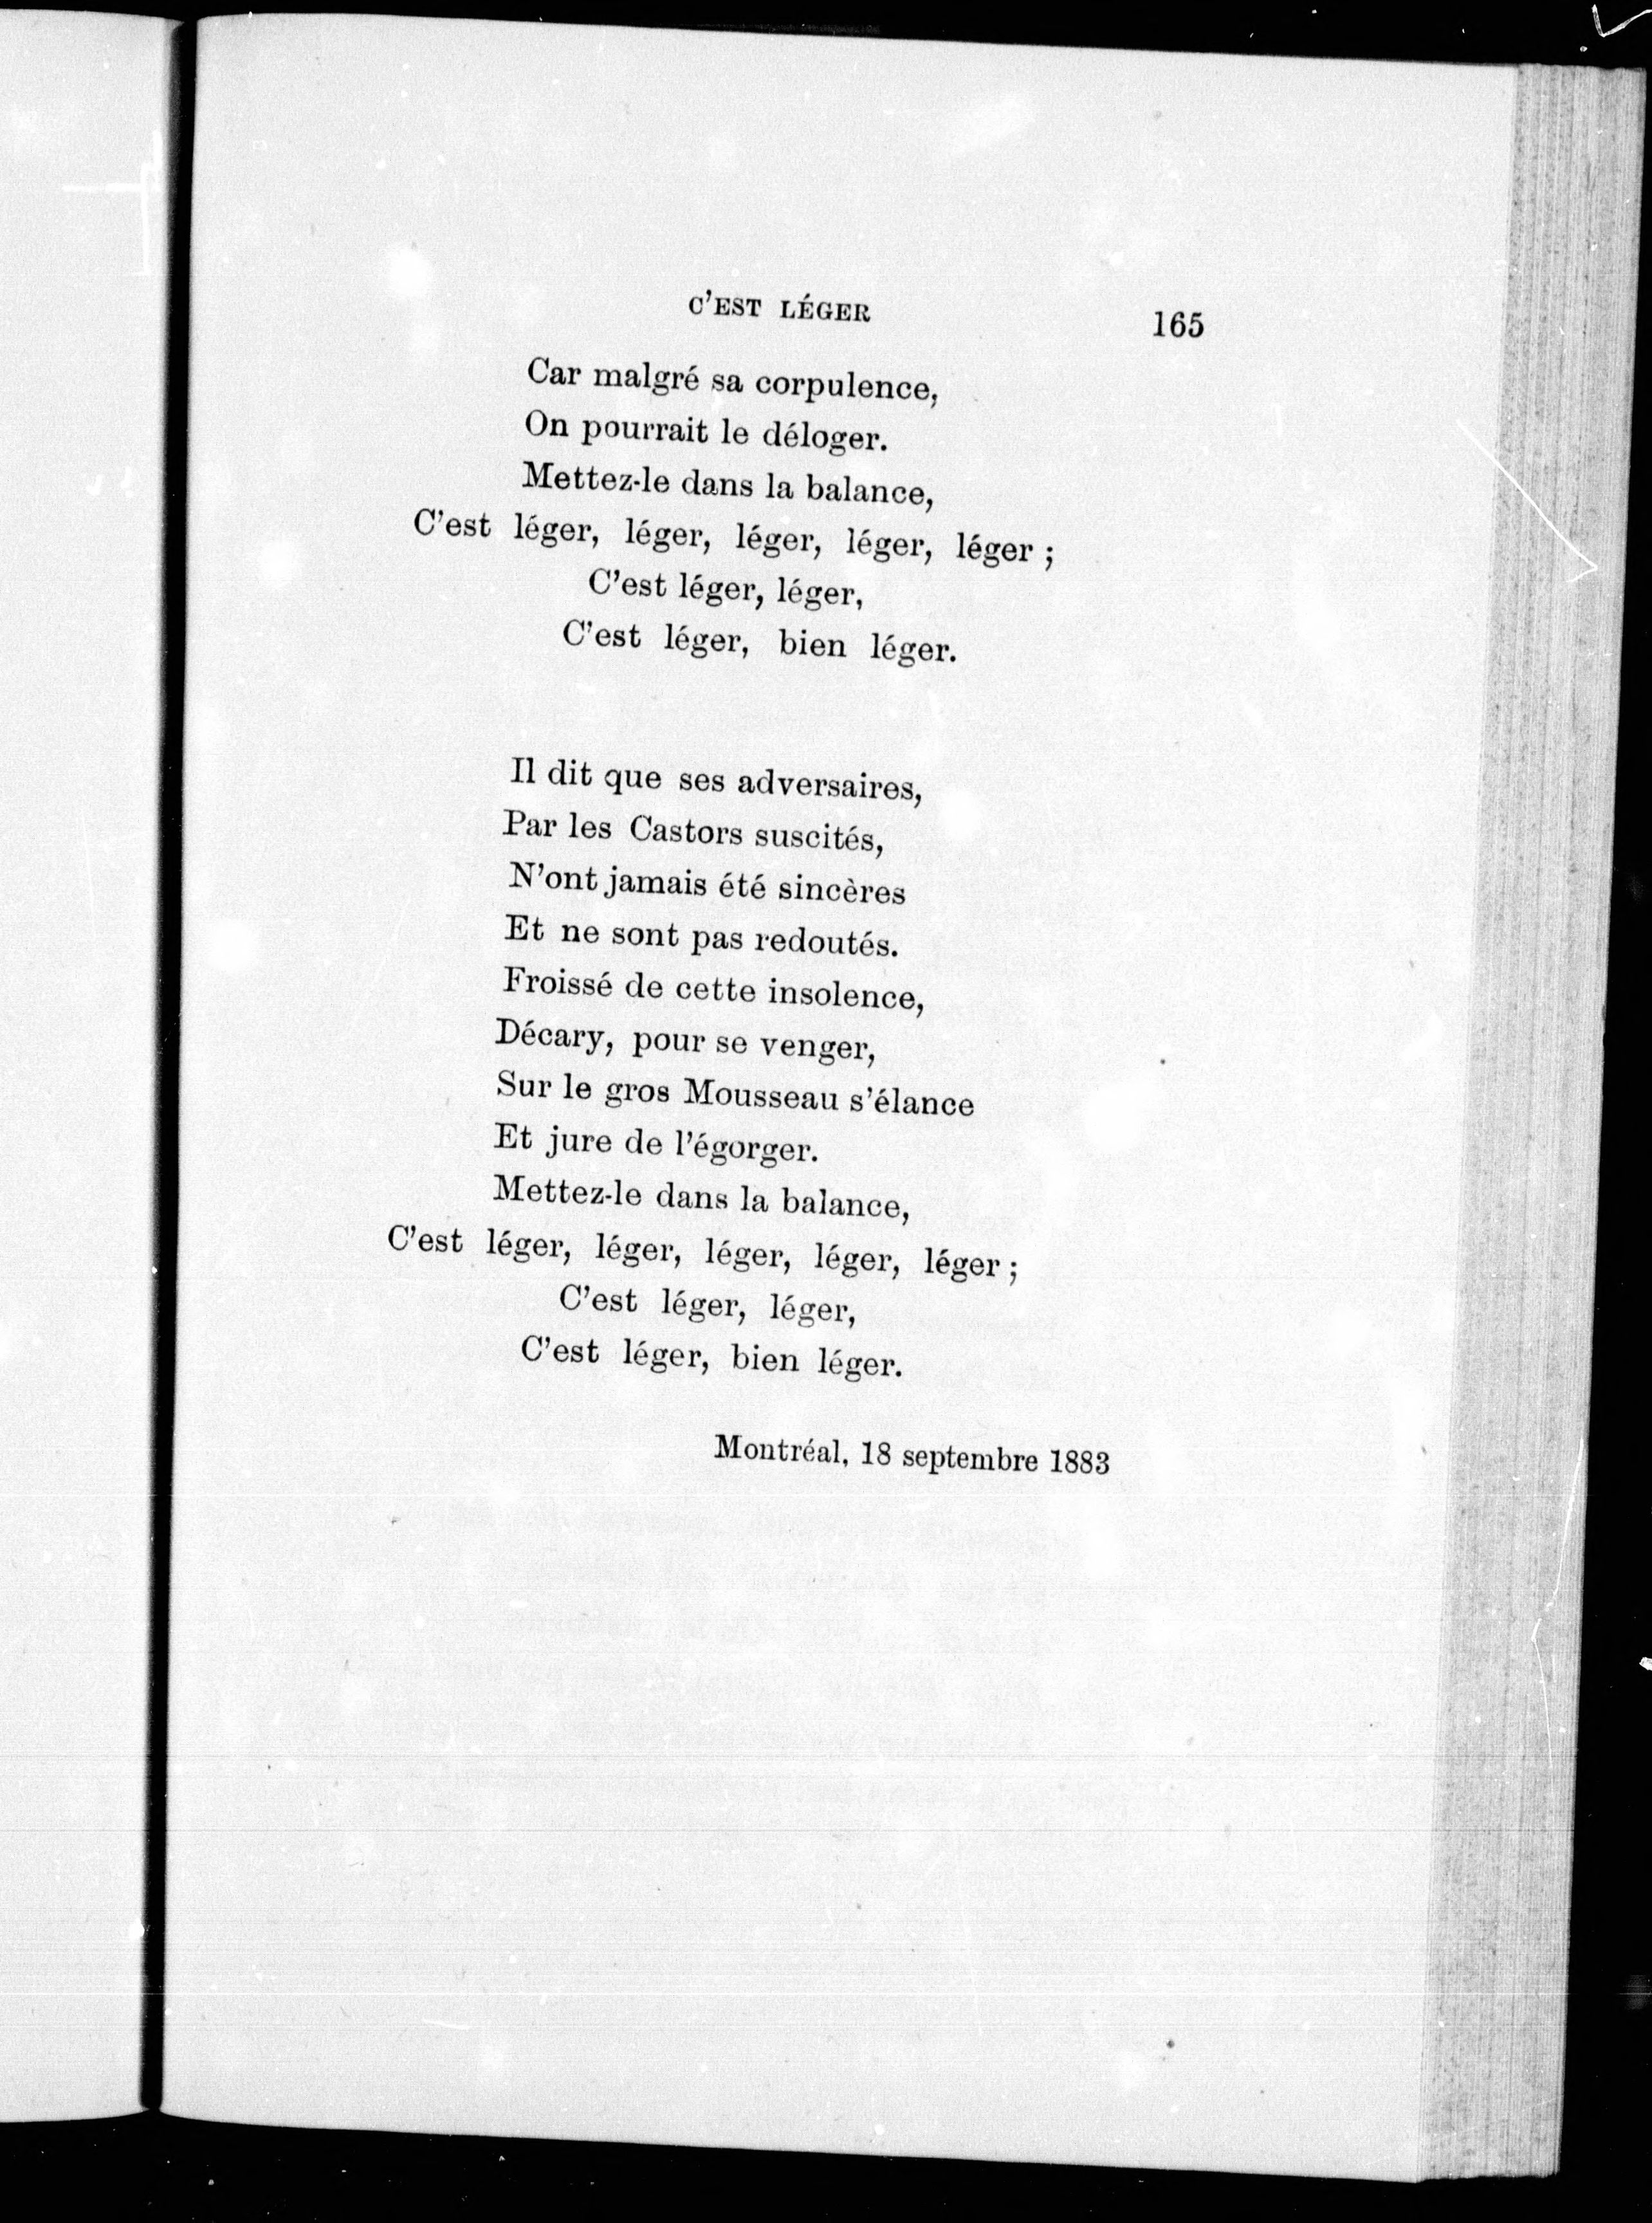 C'EST LÉGER 165
Car malgré sa corpulence,
On pourrait le déloger.
Mettez-le dans la balance,
C'est léger, léger, léger, léger, léger ;
C'est léger, léger,
C'est léger, bien léger.
Il dit que ses adversaires,
Par les Castors suscités,
N'ont jamais été sincères
Et ne sont pas redoutés.
Froissé de cette insolence,
Décary, pour se venger,
Sur le gros Mousseau s'élance
Et jure de l'égorger.
Mettez-le dans la balance,
C'est léger, léger, léger, léger, léger ;
C'est léger, léger,
C'est léger, bien léger.
Montréal, 18 septembre 1883